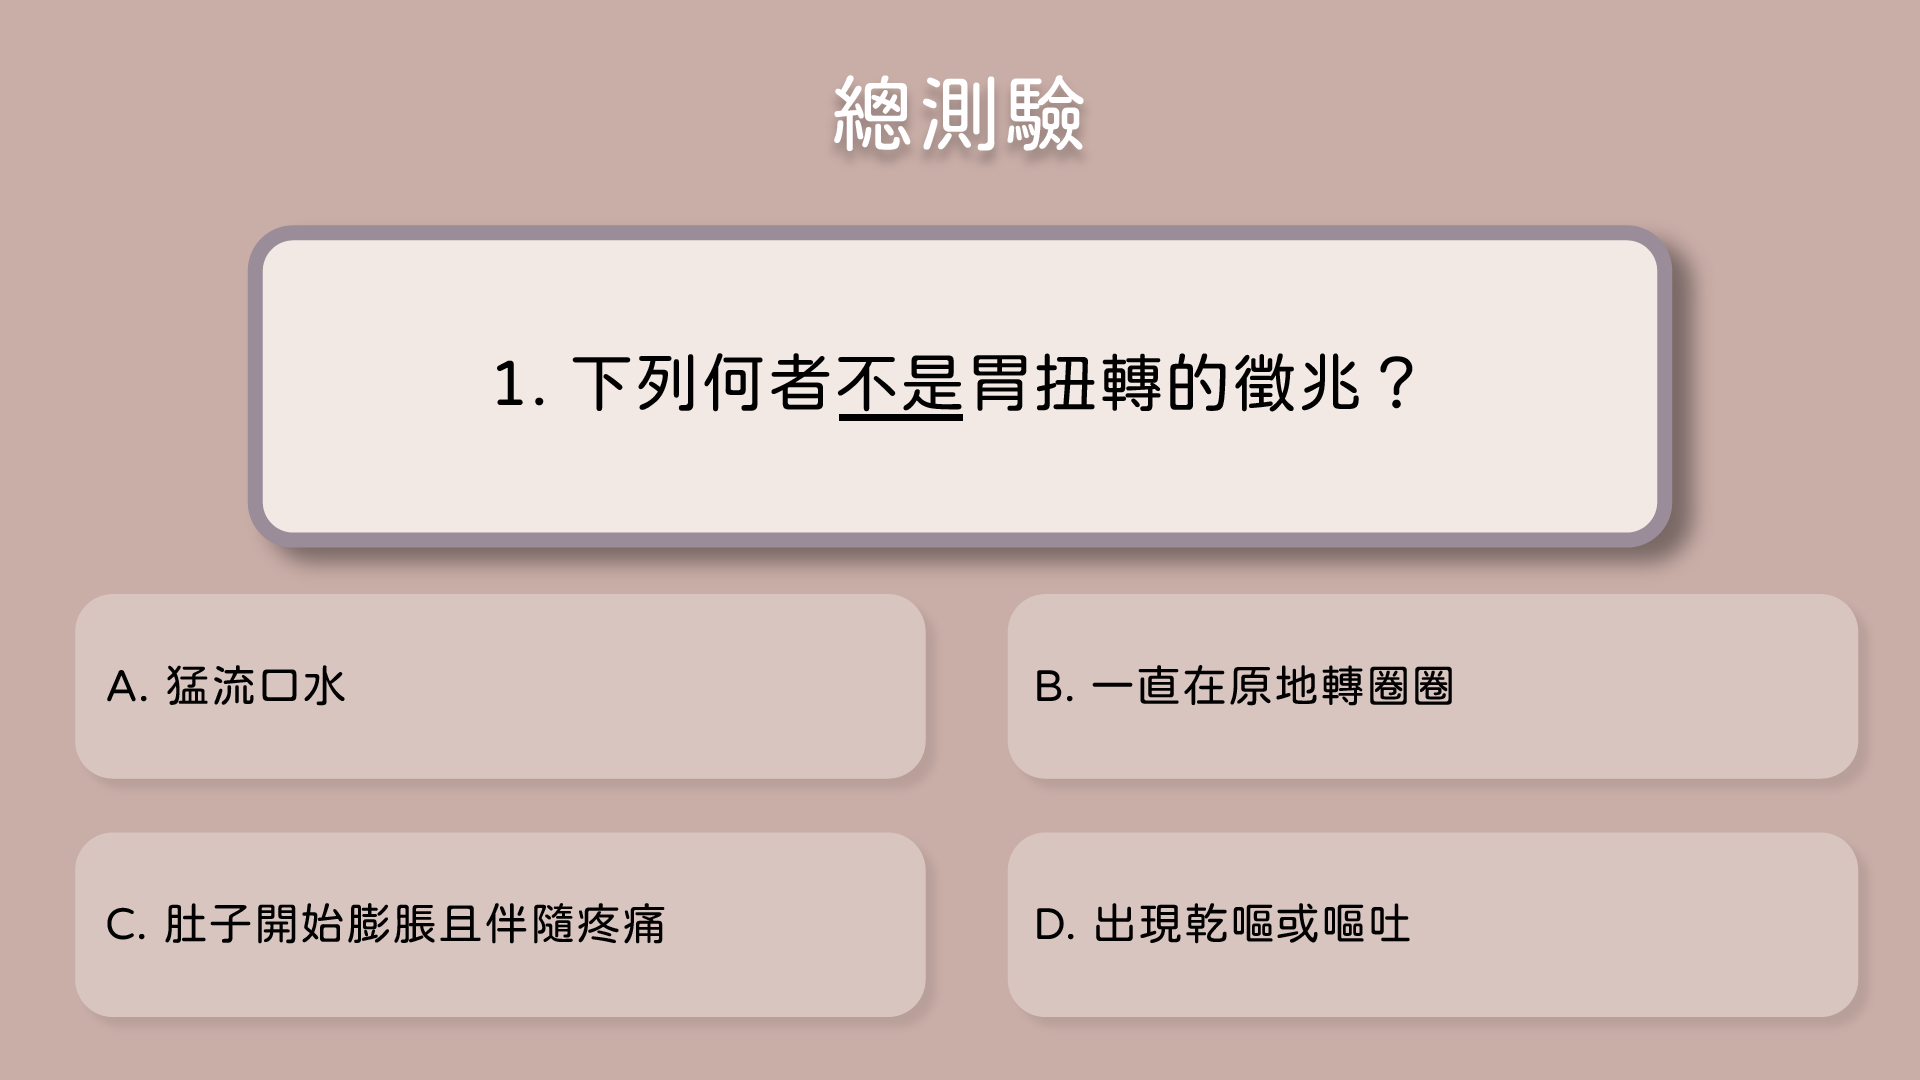 總測驗
1. 下列何者不是胃扭轉的徵兆？
A. 猛流口水
B. 一直在原地轉圈圈
C. 肚子開始膨脹且伴隨疼痛
D. 出現乾嘔或嘔吐